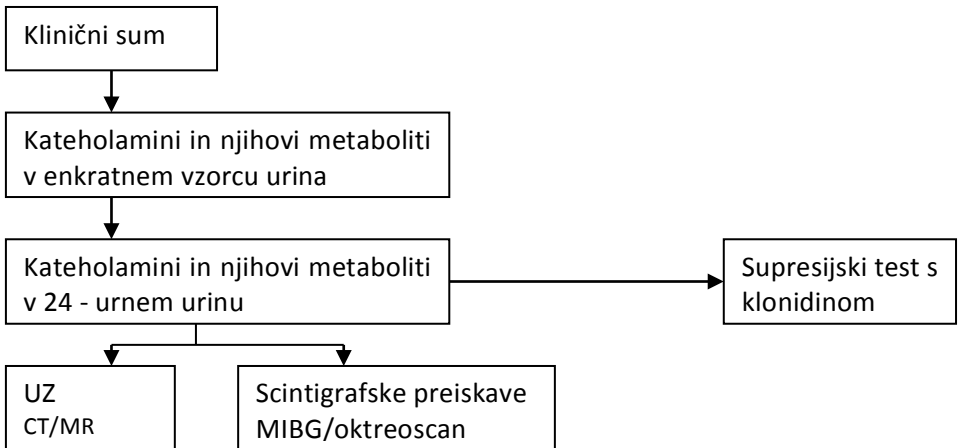 Klinični sum
Kateholamini in njihovi metaboliti
v enkratnem vzorcu urina
Kateholamini in njihovi metaboliti
v 24 - urnem urinu
Supresijski test s
klonidinom
UZ
CT/MR
Scintigrafske preiskave
MIBG/oktreoscan